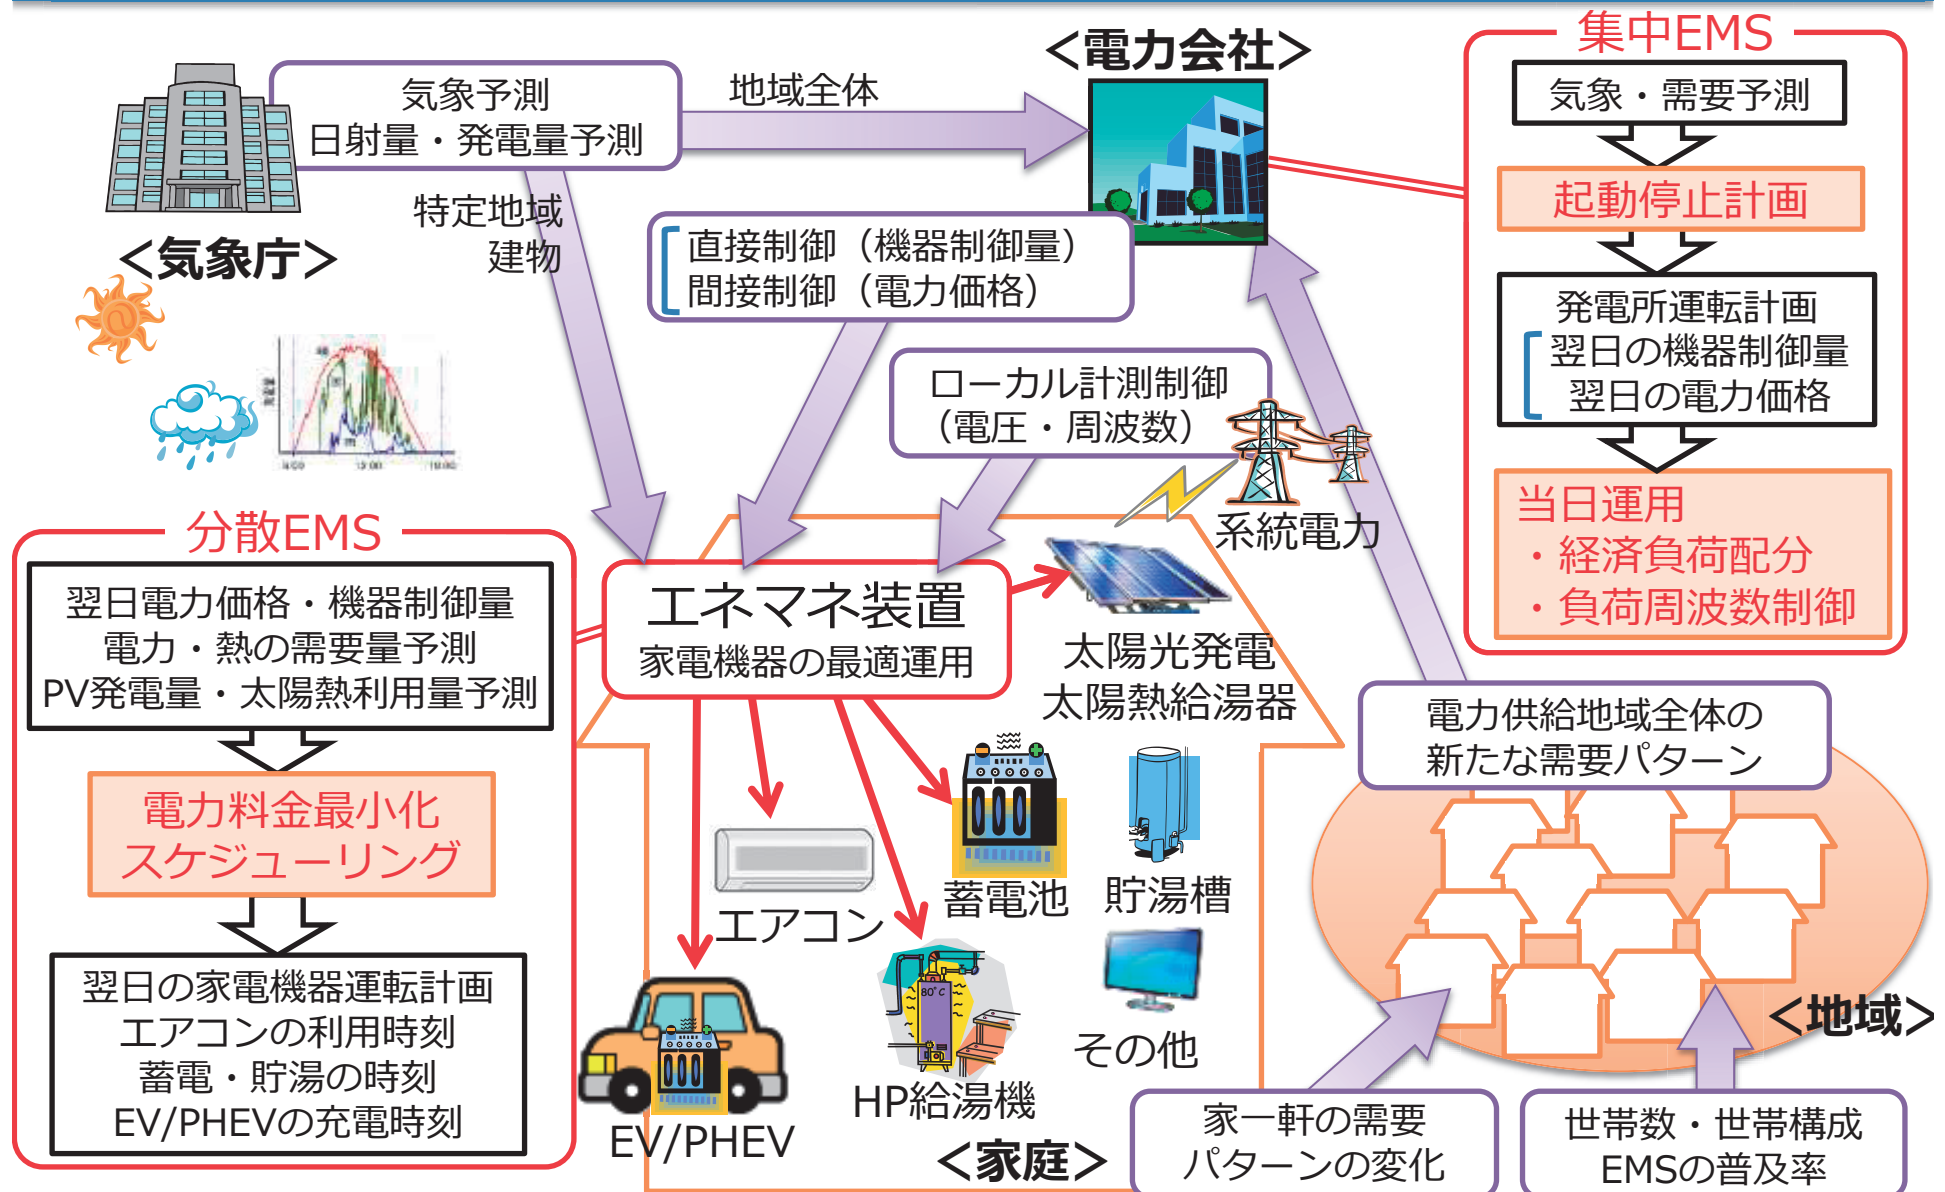 気象予測
日射量・発電量予測
地域全体
<電力会社>
集中EMS
気象・需要予測
起動停止計画
発電所運転計画
翌日の機器制御量
翌日の電力価格
当日運用
・経済負荷配分
・負荷周波数制御
<気象庁>
特定地域
建物
直接制御（機器制御量）
間接制御（電力価格）
ローカル計測制御
（電圧・周波数）
系統電力
分散EMS
翌日電力価格・機器制御量
電力・熱の需要量予測
PV発電量・太陽熱利用量予測
電力料金最小化
スケジューリング
翌日の家電機器運転計画
エアコンの利用時刻
蓄電・貯湯の時刻
EV/PHEVの充電時刻
エネマネ装置
家電機器の最適運用
太陽光発電
太陽熱給湯器
エアコン
蓄電池
貯湯槽
80°C
EV/PHEV
HP給湯機
その他
<家庭>
電力供給地域全体の
新たな需要パターン
<地域>
家一軒の需要
パターンの変化
世帯数・世帯構成
EMSの普及率